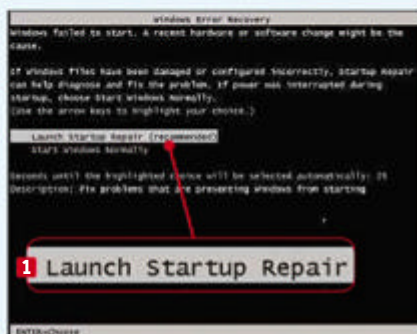 Windows Error Recovery
Windows failed to start. A recent hardware or software change might be the
cause.
If Windows files have been damaged or configured incorrectly, Startup Repair
can help diagnose and fix the problem. If power was interrupted during
startup, choose Start Windows Normally.
(Use the arrow keys to highlight your choice.)
Launch Startup Repair (recommended)
Start Windows Normally
Seconds until the highlighted choice will be selected automatically:
Description: Fix problems that are preventing Windows from starting
1 Launch Startup Repair
ENTER=Choose